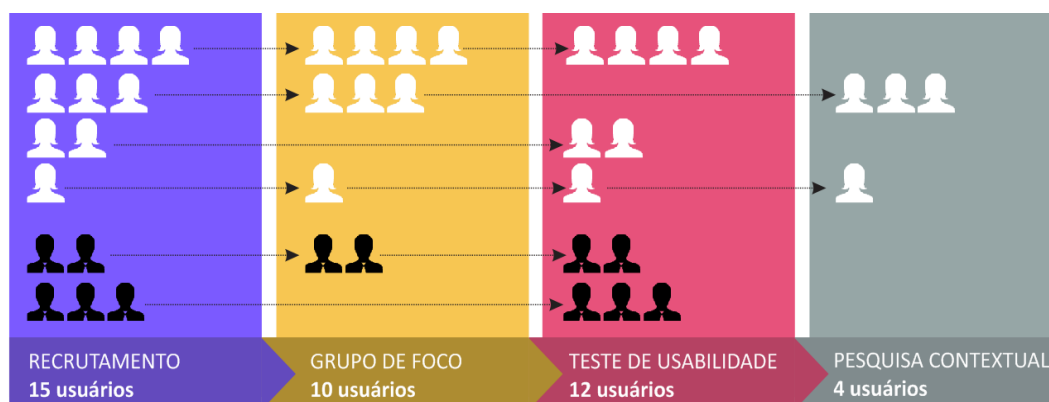 RECRUTAMENTO
15 usuários
GRUPO DE FOCO
10 usuários
TESTE DE USABILIDADE
12 usuários
PESQUISA CONTEXTUAL
4 usuários